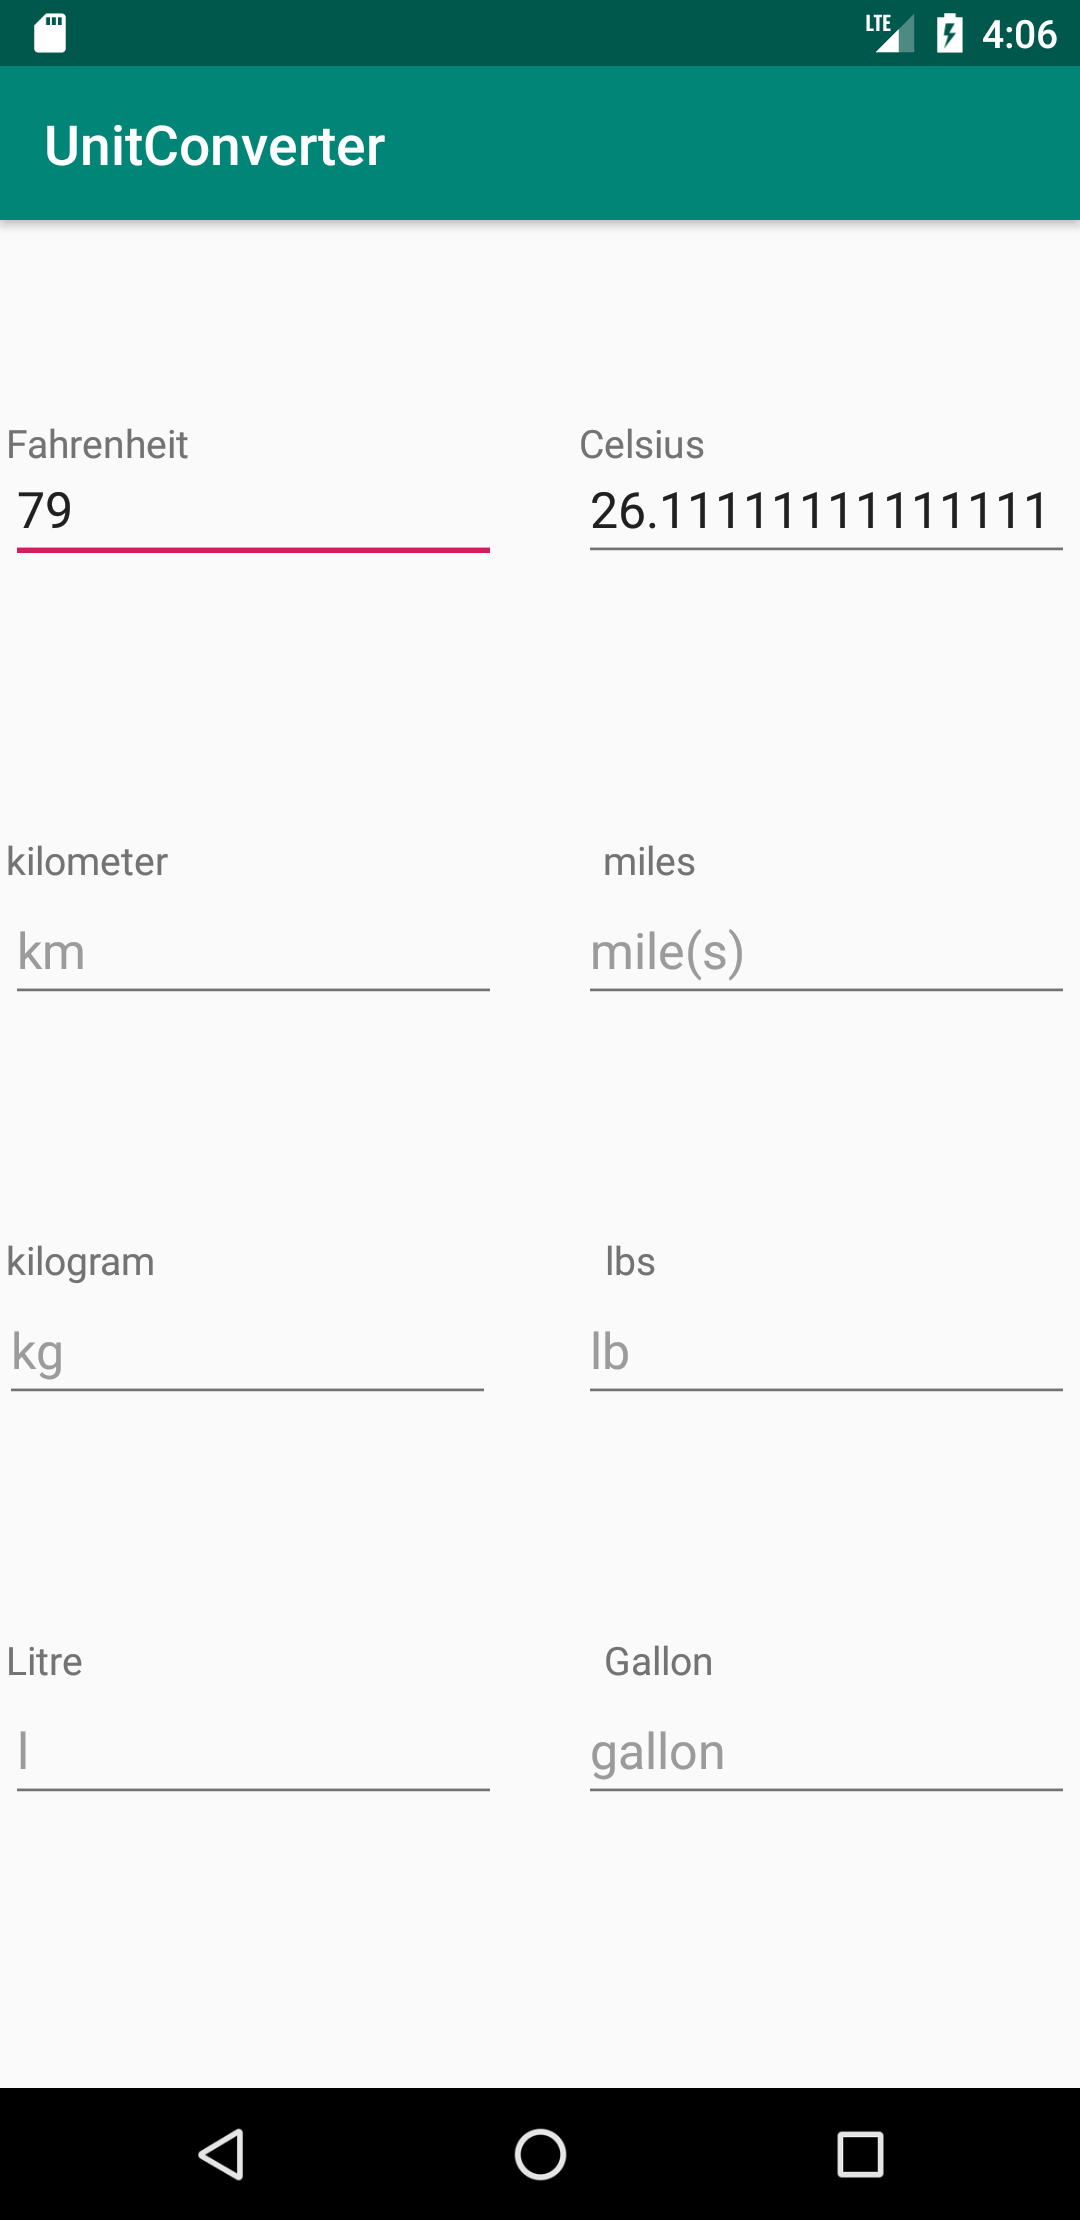 LTE 4:06
UnitConverter
Fahrenheit Celsius
79 26.11111111111111
kilometer miles
km mile(s)
kilogram lbs
kg lb
Litre Gallon
l gallon